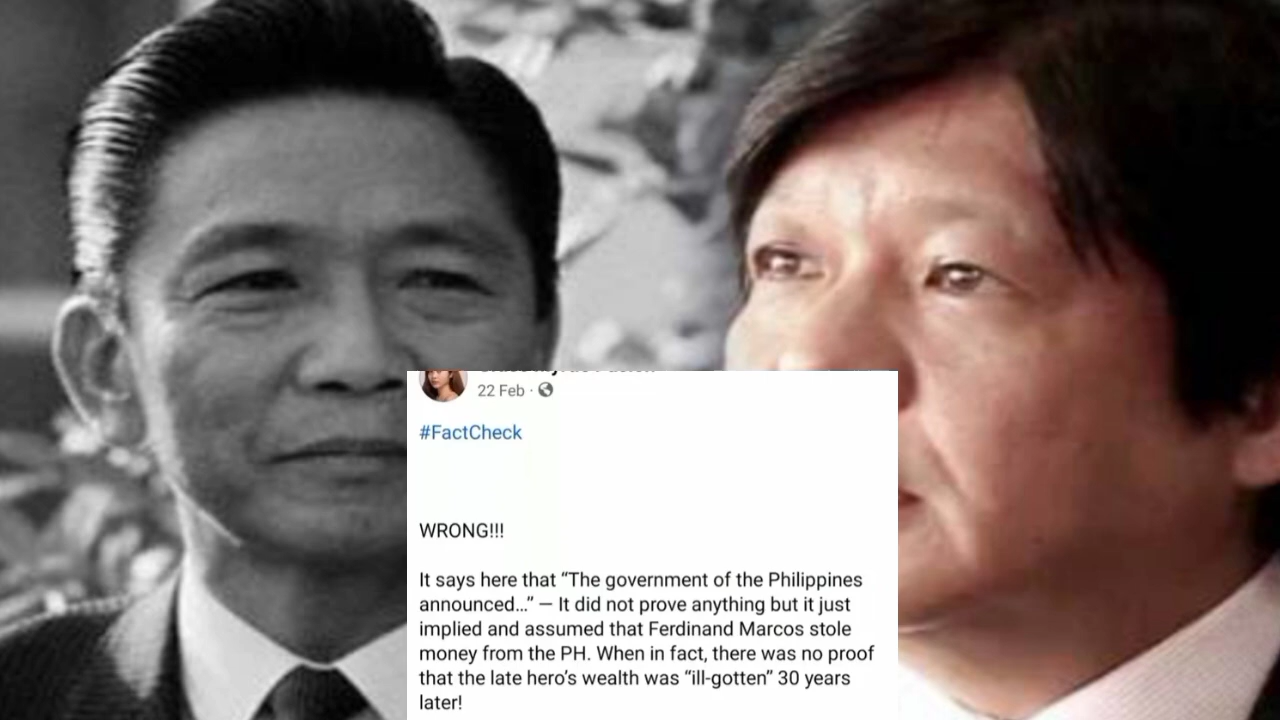 22 Feb ·
#FactCheck
WRONG!!!
It says here that “The government of the Philippines
announced…” — It did not prove anything but it just
implied and assumed that Ferdinand Marcos stole
money from the PH. When in fact, there was no proof
that the late hero’s wealth was “ill-gotten” 30 years
later!